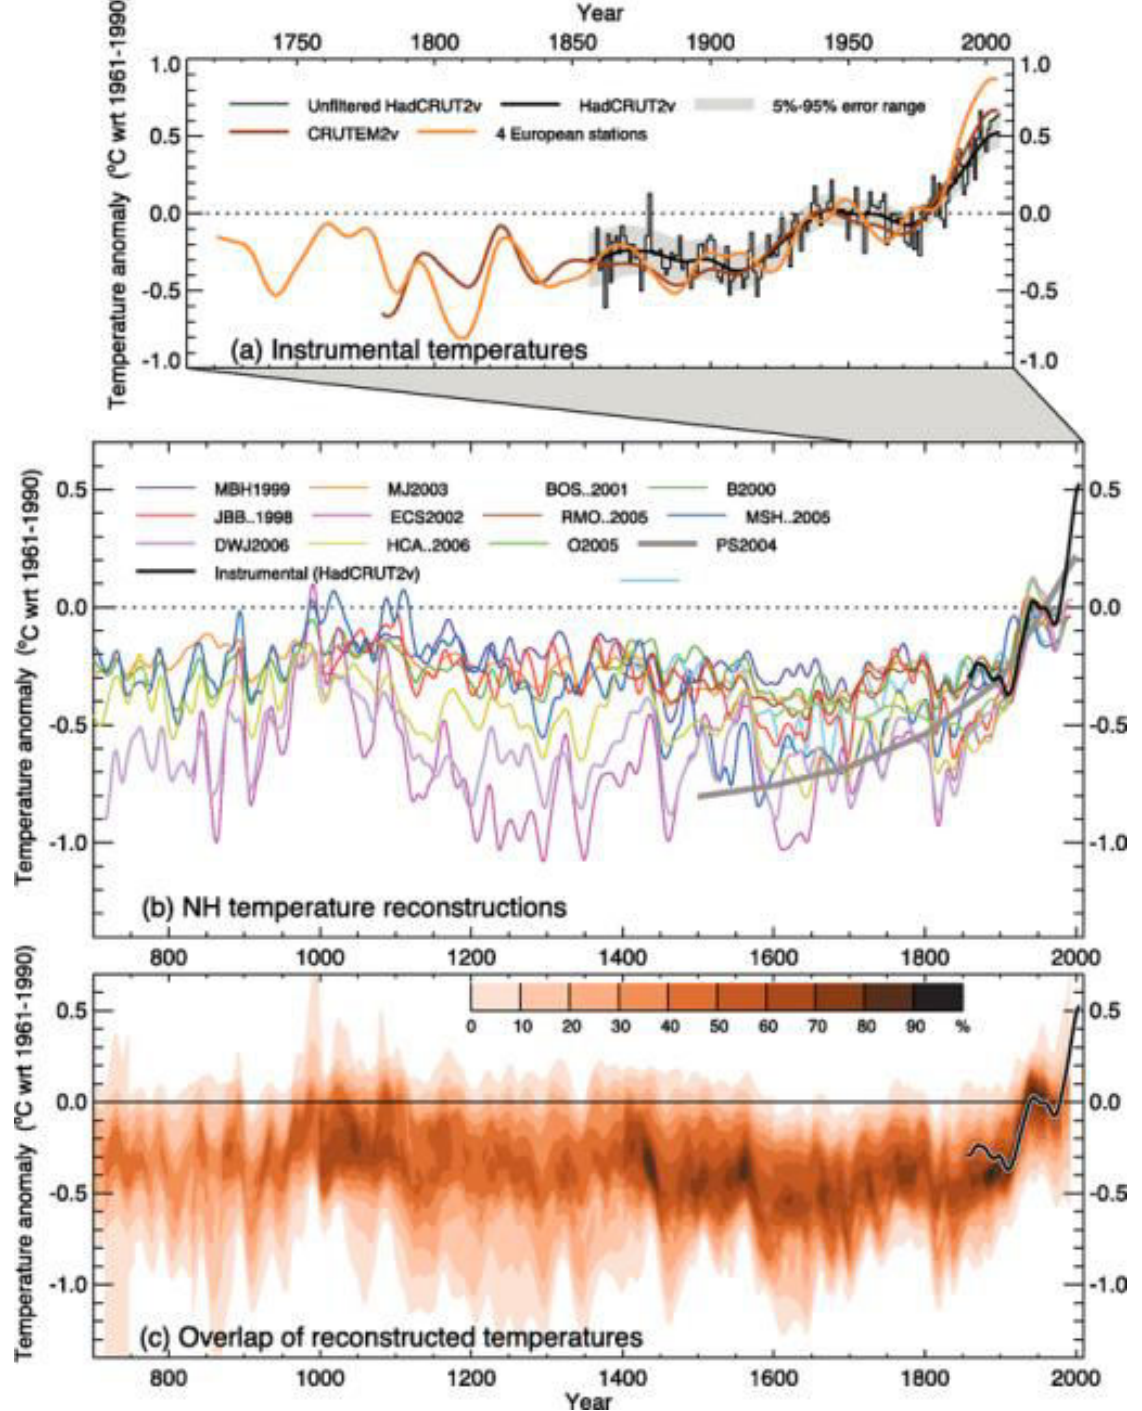 Year
1750 1800 1850 1900 1950 2000
1.0 1.0
Unfiltered HadCRUT2v HadCRUT2v 5%-95% error range
CRUTEM2v 4 European stations
0.5 0.5
0.0 0.0
-0.5 -0.5
-1.0 -1.0
Temperature anomaly (ºC wrt 1961-1990)
(a) Instrumental temperatures
MBH1999 MJ2003 BOS..2001 B2000
JBB..1998 ECS2002 RMO..2005 MSH..2005
DWJ2006 HCA..2006 O2005 PS2004
Instrumental (HadCRUT2v)
0.5 0.5
0.0 0.0
-0.5 -0.5
-1.0 -1.0
Temperature anomaly (ºC wrt 1961-1990)
(b) NH temperature reconstructions
800 1000 1200 1400 1600 1800 2000
0 10 20 30 40 50 60 70 80 90 %
0.5 0.5
0.0 0.0
-0.5 -0.5
-1.0 -1.0
Temperature anomaly (ºC wrt 1961-1990)
(c) Overlap of reconstructed temperatures
800 1000 1200 1400 1600 1800 2000
Year